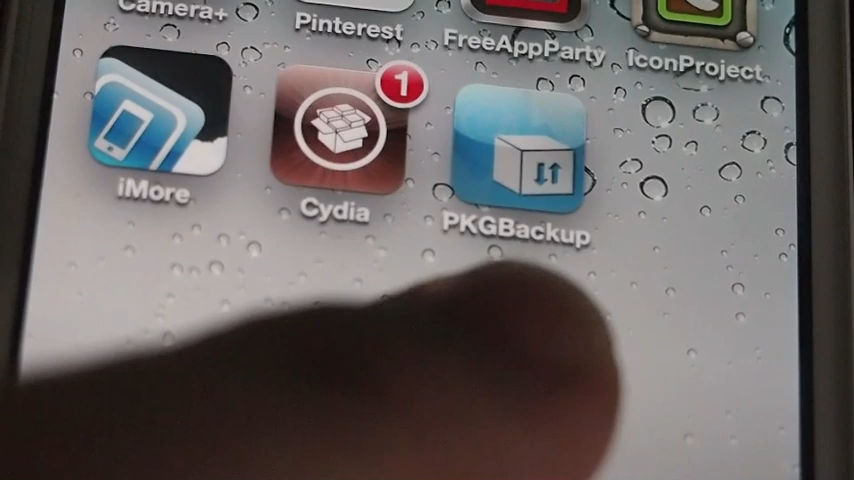 Camera+
Pinterest
FreeAppParty
IconProject
1
iMore
Cydia
PKGBackup